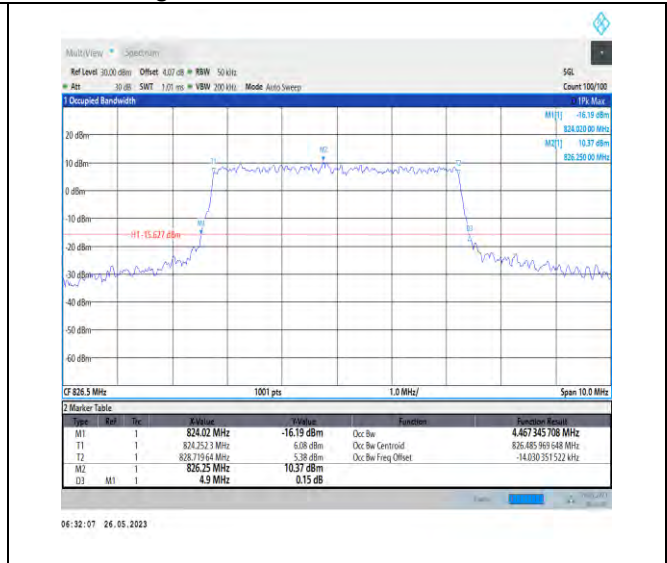 MultiView Spectrum
Ref Level 30.00 dBm Offset 4.07 dB RBW 50 kHz SGL
Att 30 dB SWT 1.01 ms VBW 200 kHz Mode Auto Sweep Count 100/100
1 Occupied Bandwidth 1Pk Max
M1[1] -16.19 dBm
824.020 00 MHz
20 dBm M2[1] 10.37 dBm
826.250 00 MHz
M2
10 dBm T1 T2
0 dBm
-10 dBm
M1 D3
H1 -15.627 dBm
-20 dBm
-30 dBm
-40 dBm
-50 dBm
-60 dBm
CF 826.5 MHz 1001 pts 1.0 MHz/ Span 10.0 MHz
2 Marker Table
Type Ref Trc X-Value Y-Value Function Function Result
M1 1 824.02 MHz -16.19 dBm Occ Bw 4.467 345 708 MHz
T1 1 824.252 3 MHz 6.08 dBm Occ Bw Centroid 826.485 969 648 MHz
T2 1 828.719 64 MHz 5.38 dBm Occ Bw Freq Offset -14.030 351 522 kHz
M2 1 826.25 MHz 10.37 dBm
D3 M1 1 4.9 MHz 0.15 dB
06:32:07 26.05.2023